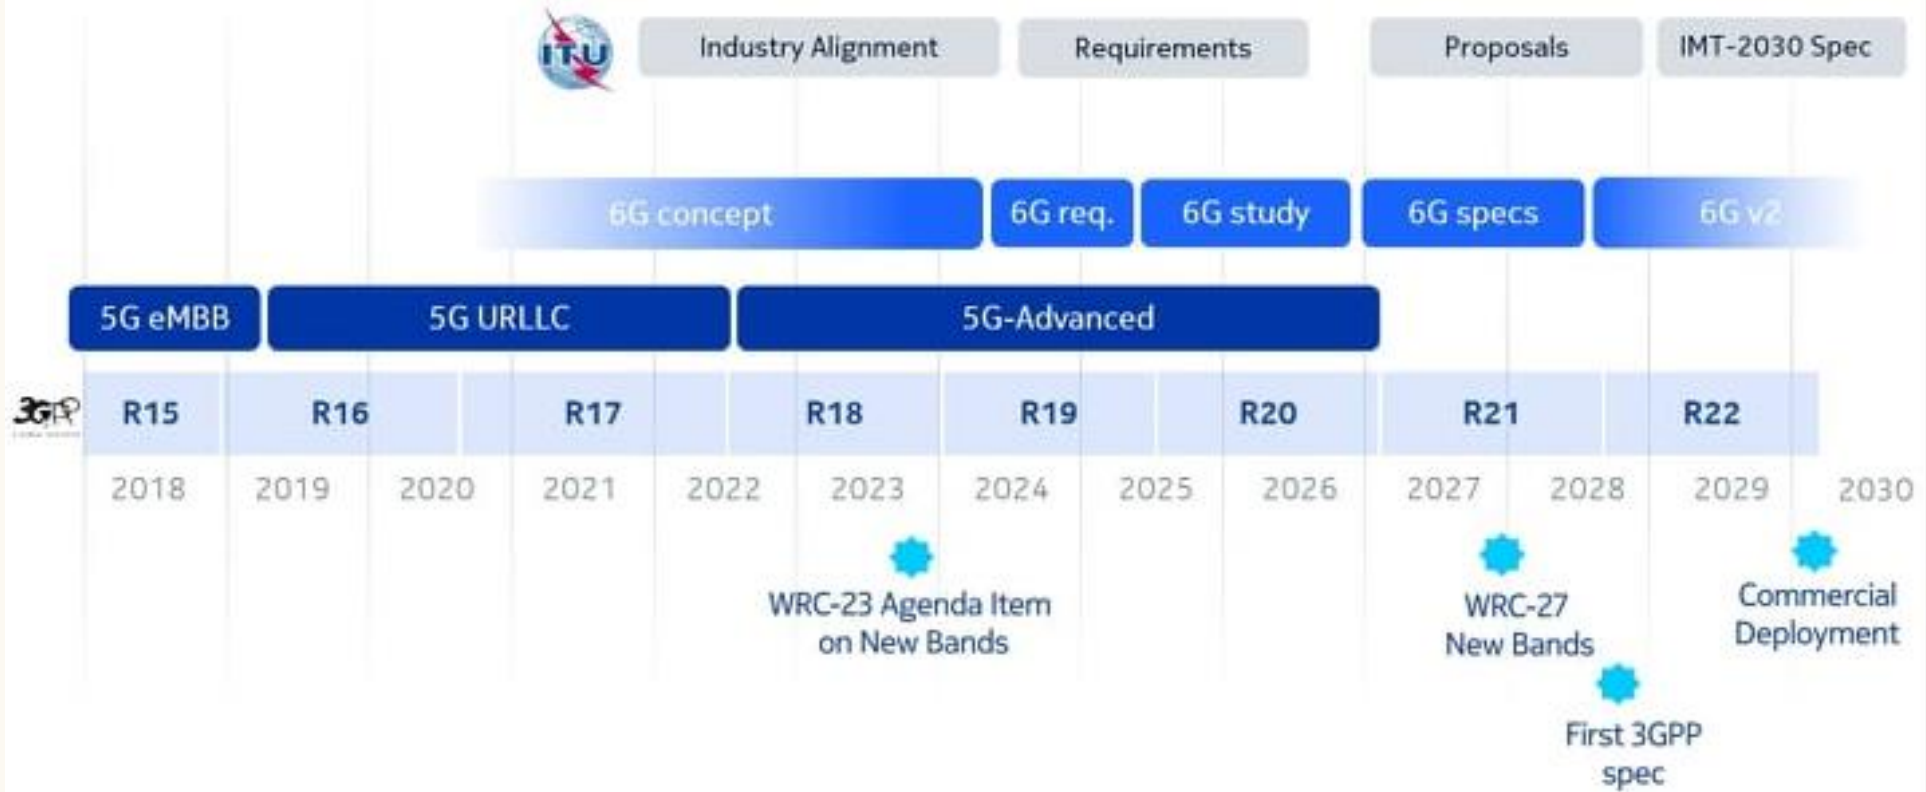 ITU
Industry Alignment
Requirements
Proposals
IMT-2030 Spec
6G concept
6G req.
6G study
6G specs
6G v2
5G eMBB
5G URLLC
5G-Advanced
3GPP
R15
R16
R17
R18
R19
R20
R21
R22
2018
2019
2020
2021
2022
2023
2024
2025
2026
2027
2028
2029
2030
WRC-23 Agenda Item
on New Bands
WRC-27
New Bands
Commercial
Deployment
First 3GPP
spec